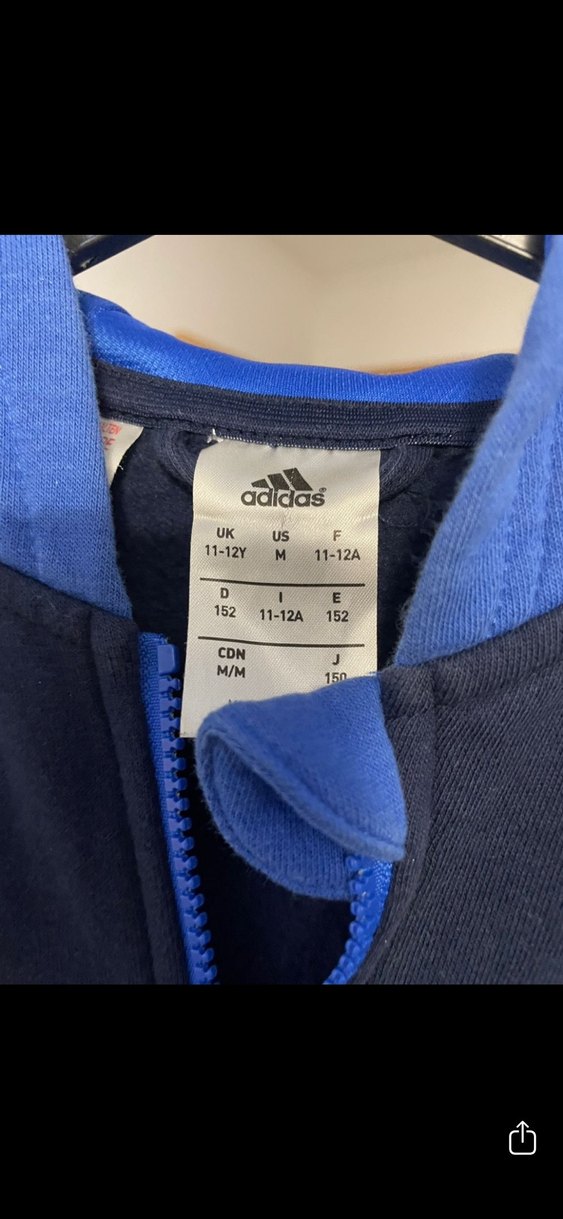 adidas®
UK US F
11-12Y M 11-12A
D I E
152 11-12A 152
CDN J
M/M 150